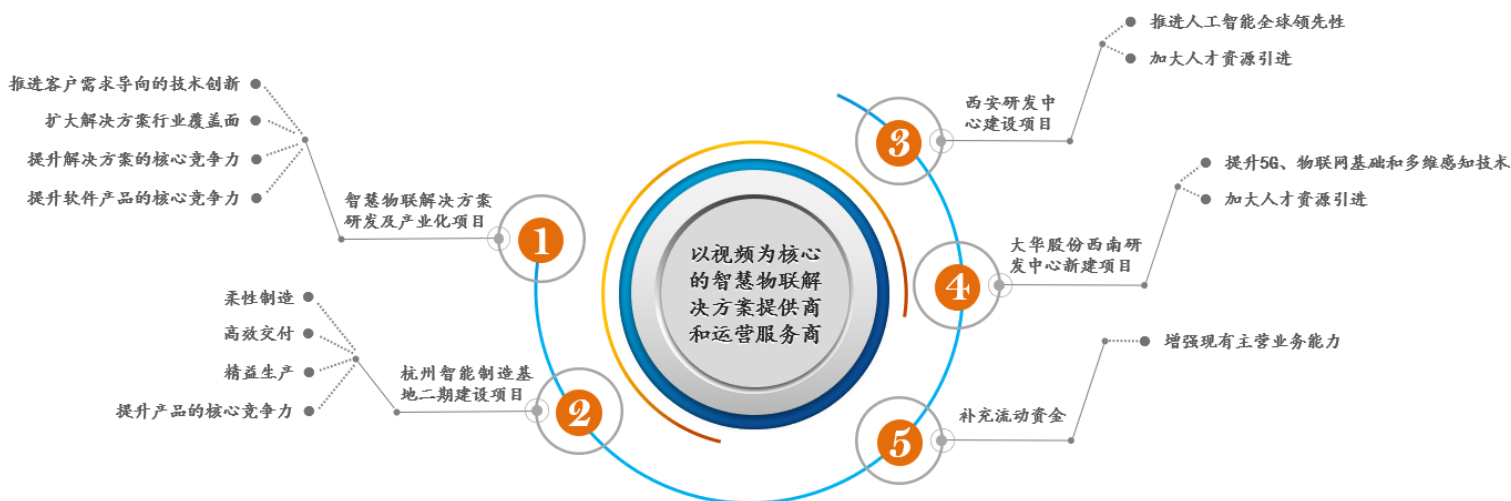 推进客户需求导向的技术创新
扩大解决方案行业覆盖面
提升解决方案的核心竞争力
提升软件产品的核心竞争力
智慧物联解决方案
研发及产业化项目
1
柔性制造
高效交付
精益生产
提升产品的核心竞争力
杭州智能制造基
地二期建设项目
2
以视频为核心
的智慧物联解
决方案提供商
和运营服务商
推进人工智能全球领先性
加大人才资源引进
3
西安研发中
心建设项目
提升5G、物联网基础和多维感知技术
加大人才资源引进
4
大华股份西南研
发中心新建项目
增强现有主营业务能力
5
补充流动资金